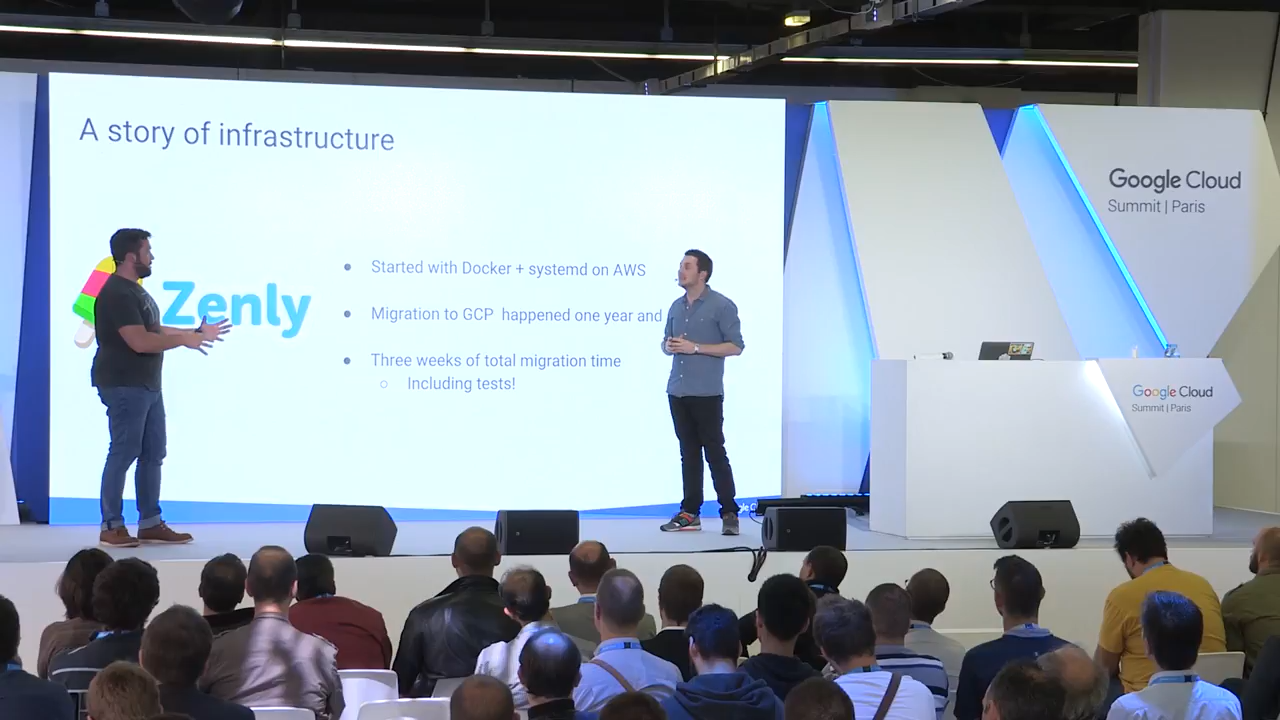 A story of infrastructure
Zenly
Started with Docker + systemd on AWS
Migration to GCP happened one year and
Three weeks of total migration time
Including tests!
Google Cloud
Summit | Paris
Google Cloud
Summit | Paris